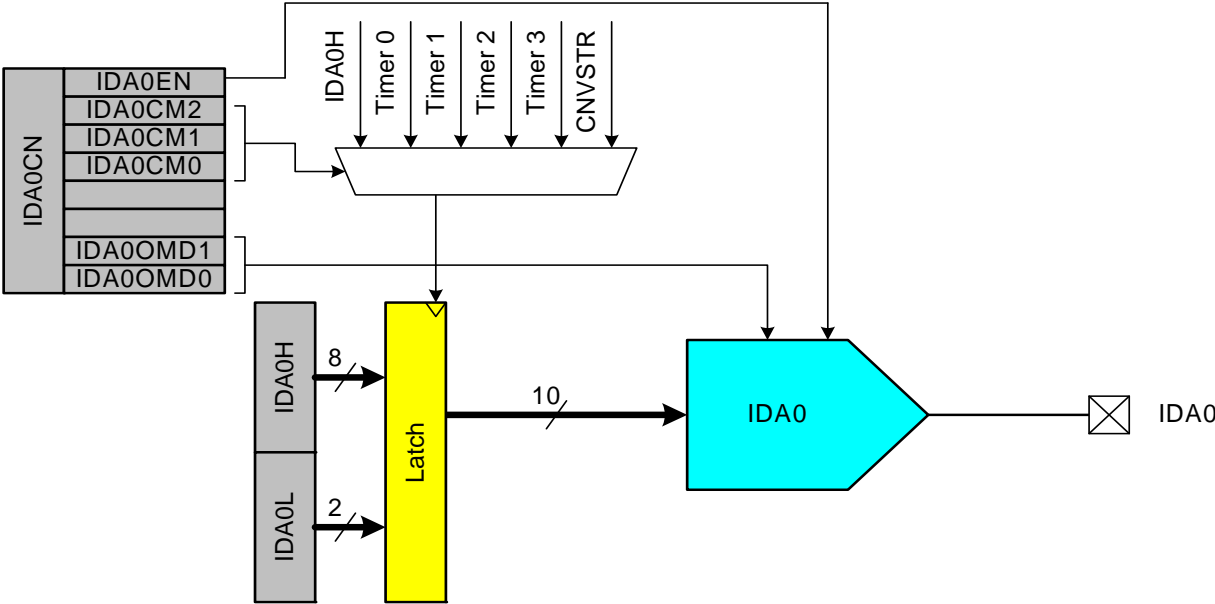 IDA0CN
IDA0EN
IDA0CM2
IDA0CM1
IDA0CM0
IDA0OMD1
IDA0OMD0
IDA0H
Timer 0
Timer 1
Timer 2
Timer 3
CNVSTR
IDA0H
8
IDA0L
2
Latch
10
IDA0
IDA0